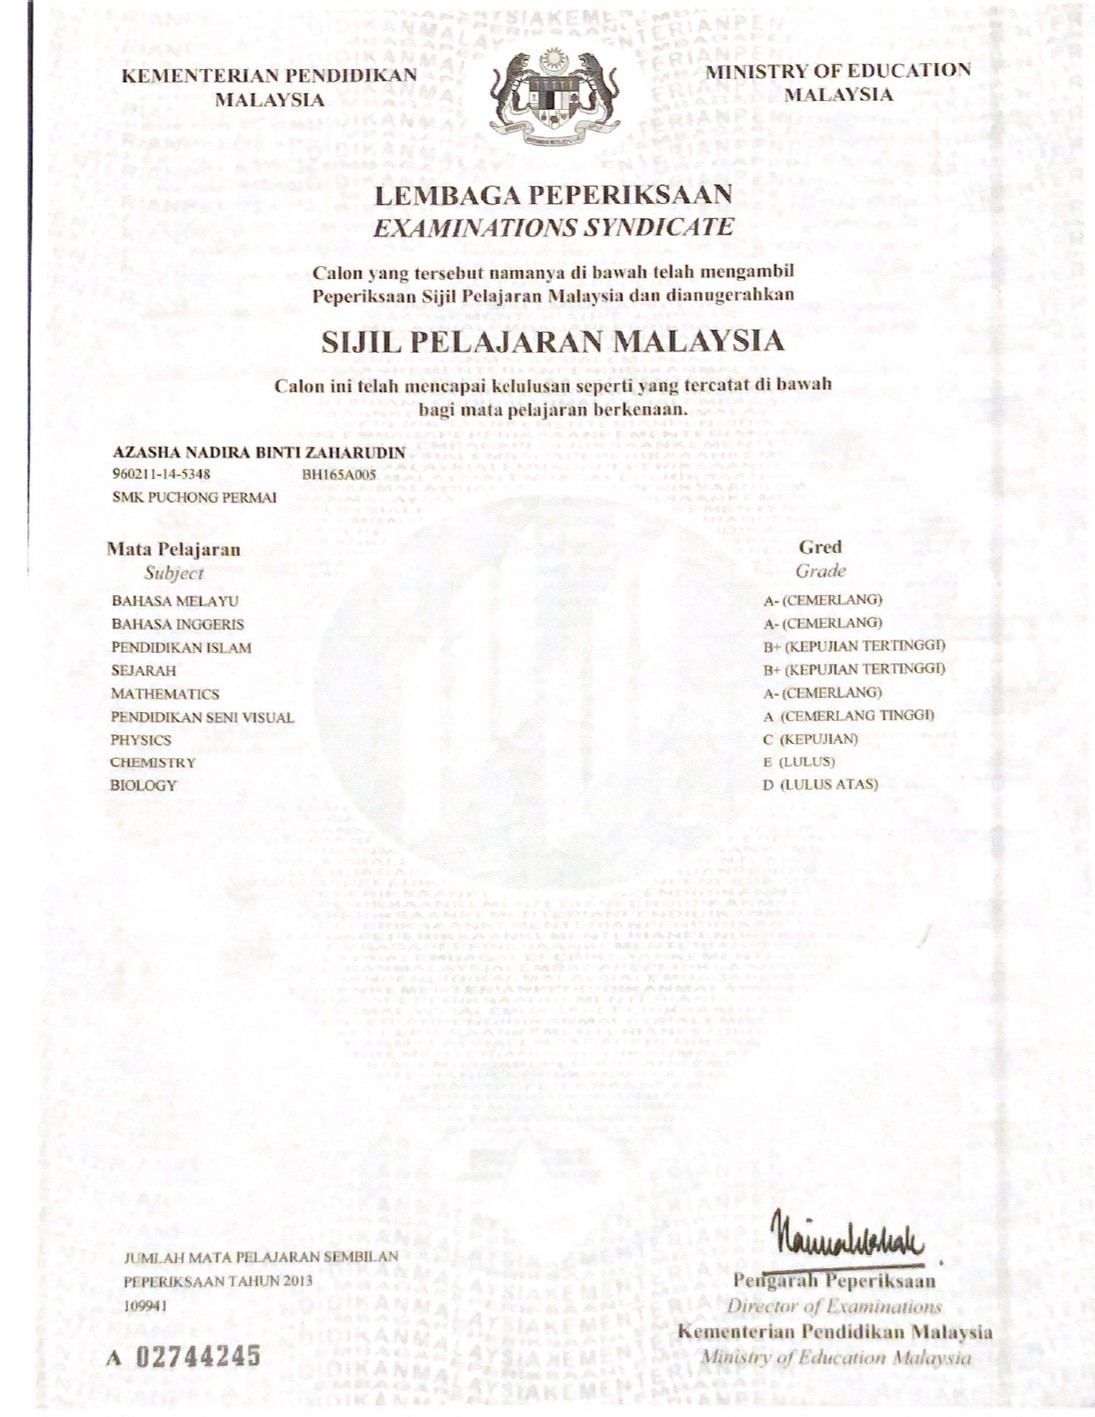 KEMENTERIAN PENDIDIKAN
MALAYSIA
MINISTRY OF EDUCATION
MALAYSIA
LEMBAGA PEPERIKSAAN
EXAMINATIONS SYNDICATE
Calon yang tersebut namanya di bawah telah mengambil
Peperiksaan Sijil Pelajaran Malaysia dan dianugerahkan
SIJIL PELAJARAN MALAYSIA
Calon ini telah mencapai kelulusan seperti yang tercatat di bawah
bagi mata pelajaran berkenaan.
AZASHA NADIRA BINTI ZAHARUDIN
960211-14-5348 BH165A005
SMK PUCHONG PERMAI
Mata Pelajaran Gred
Subject Grade
BAHASA MELAYU A- (CEMERLANG)
BAHASA INGGERIS A- (CEMERLANG)
PENDIDIKAN ISLAM B+ (KEPUJIAN TERTINGGI)
SEJARAH B+ (KEPUJIAN TERTINGGI)
MATHEMATICS A- (CEMERLANG)
PENDIDIKAN SENI VISUAL A (CEMERLANG TINGGI)
PHYSICS C (KEPUJIAN)
CHEMISTRY E (LULUS)
BIOLOGY D (LULUS ATAS)
JUMLAH MATA PELAJARAN SEMBILAN
PEPERIKSAAN TAHUN 2013
109941
A 02744245
Pengarah Peperiksaan
Director of Examinations
Kementerian Pendidikan Malaysia
Ministry of Education Malaysia